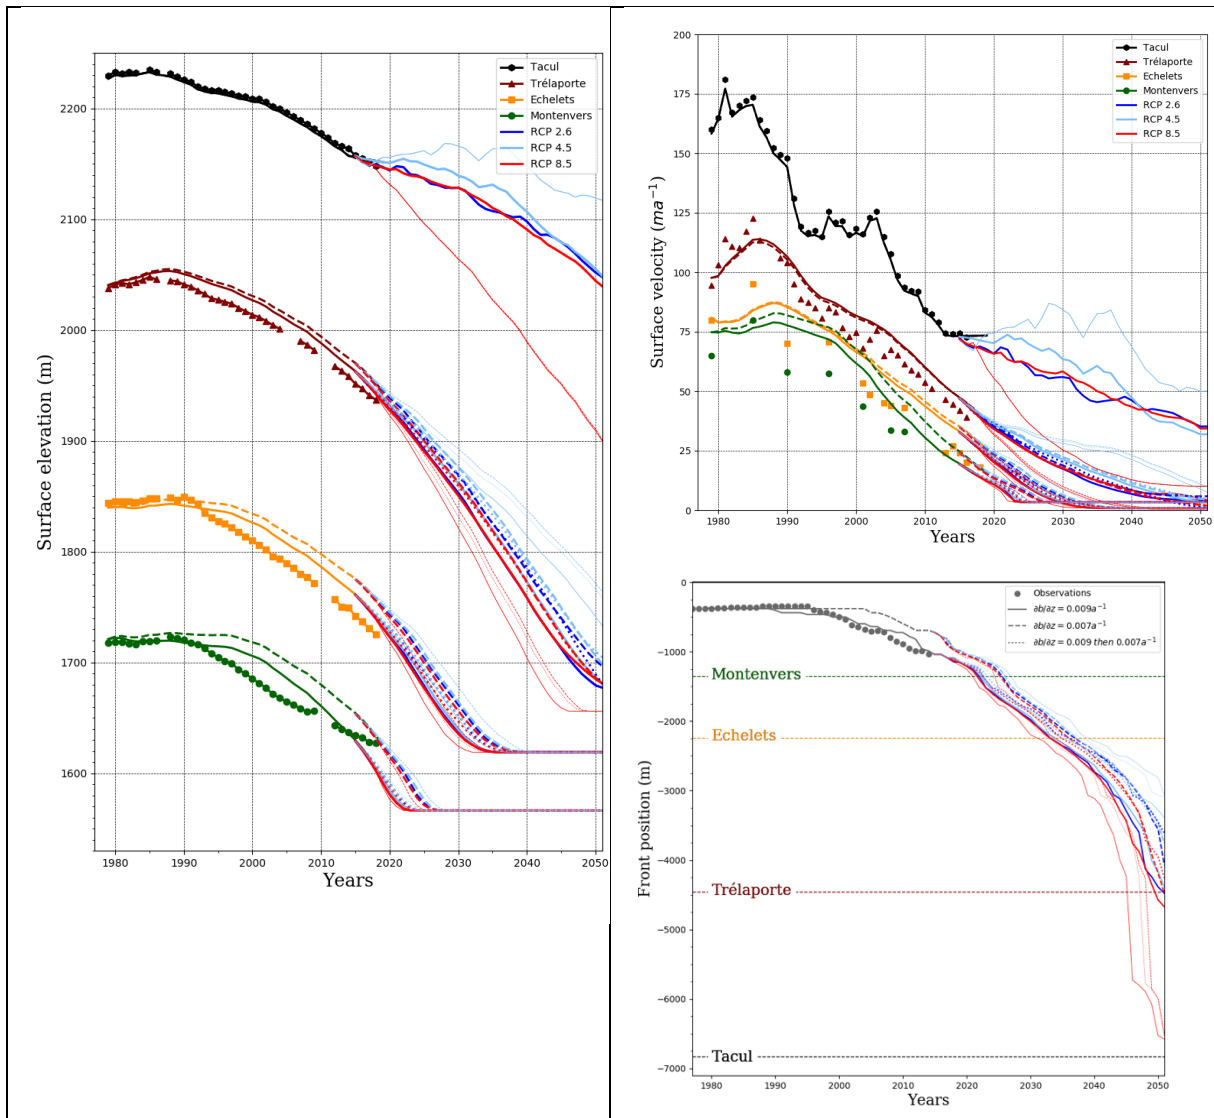 Surface elevation (m)
2200
2100
2000
1900
1800
1700
1600
1980
1990
2000
2010
2020
2030
2040
2050
Years
Tacul
Trélaporte
Echelets
Montenvers
RCP 2.6
RCP 4.5
RCP 8.5
Surface velocity (ma⁻¹)
200
175
150
125
100
75
50
25
0
1980
1990
2000
2010
2020
2030
2040
2050
Years
Tacul
Trélaporte
Echelets
Montenvers
RCP 2.6
RCP 4.5
RCP 8.5
Front position (m)
0
-1000
-2000
-3000
-4000
-5000
-6000
-7000
1980
1990
2000
2010
2020
2030
2040
2050
Years
Observations
∂b/∂z = 0.009a⁻¹
∂b/∂z = 0.007a⁻¹
∂b/∂z = 0.009 then 0.007a⁻¹
Montenvers
Echelets
Trélaporte
Tacul